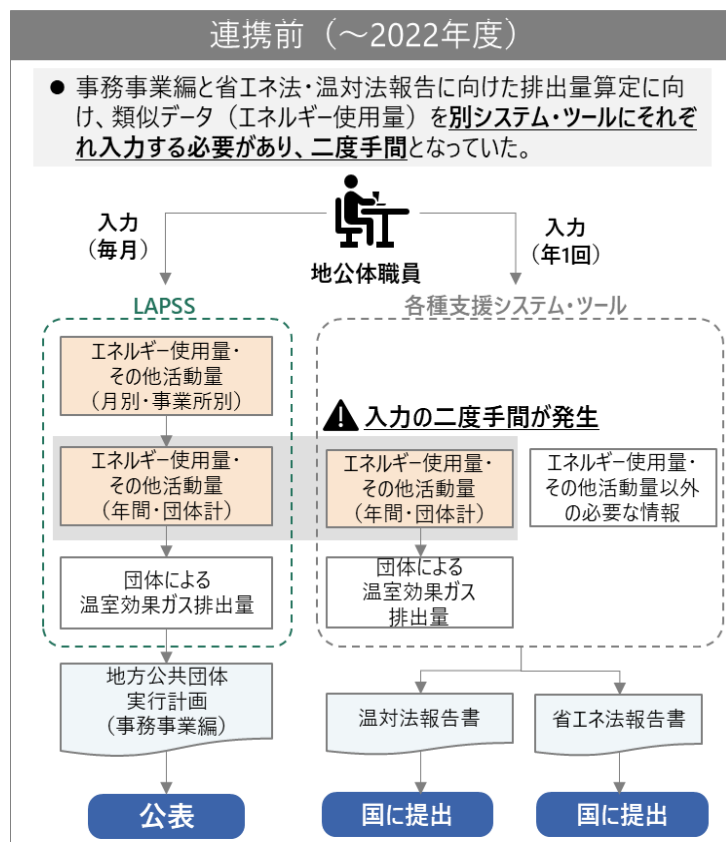 連携前（～2022年度）
● 事務事業編と省エネ法・温対法報告に向けた排出量算定に向
け、類似データ（エネルギー使用量）を別システム・ツールにそれぞ
れ入力する必要があり、二度手間となっていた。
入力
（毎月）
入力
（年1回）
地公体職員
LAPSS
各種支援システム・ツール
エネルギー使用量・
その他活動量
（月別・事業所別）
入力の二度手間が発生
エネルギー使用量・
その他活動量
（年間・団体計）
エネルギー使用量・
その他活動量
（年間・団体計）
エネルギー使用量・
その他活動量以外
の必要な情報
団体による
温室効果ガス排出量
団体による
温室効果ガス
排出量
地方公共団体
実行計画
（事務事業編）
温対法報告書
省エネ法報告書
公表
国に提出
国に提出